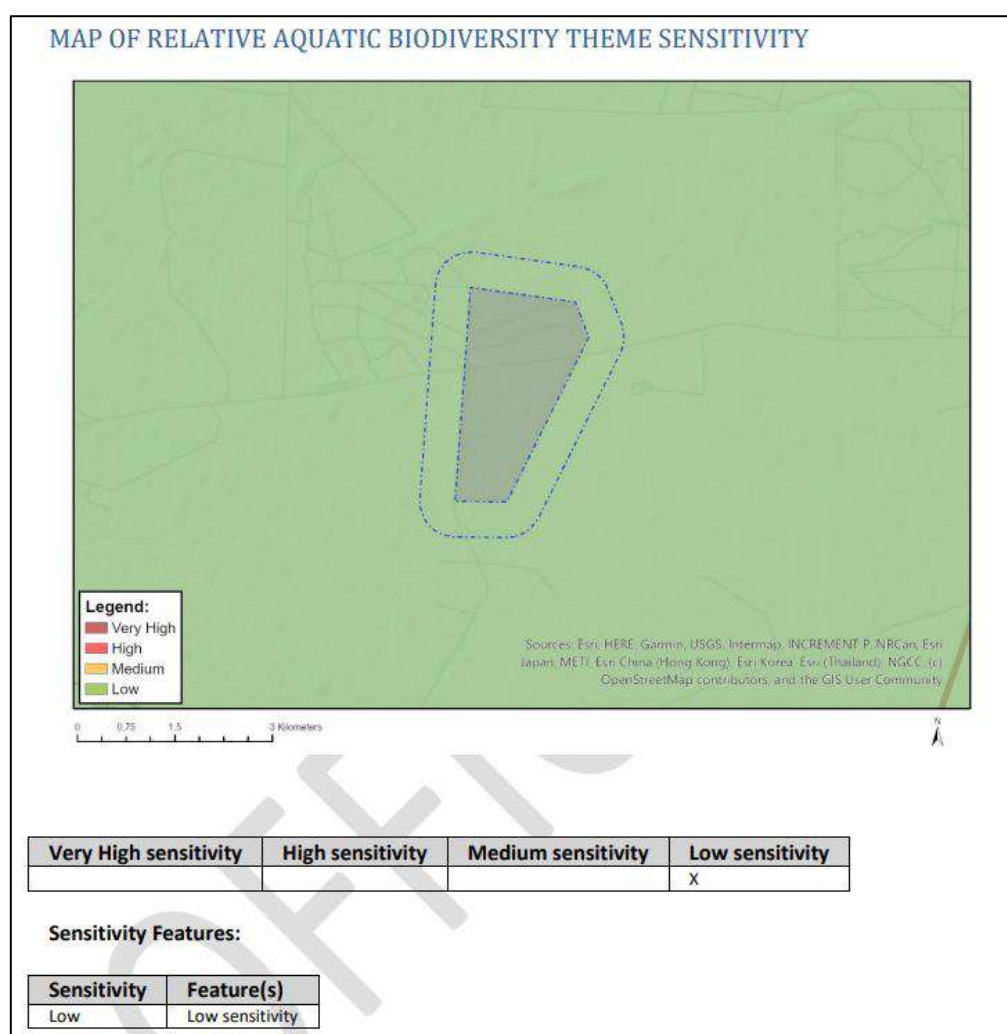 MAP OF RELATIVE AQUATIC BIODIVERSITY THEME SENSITIVITY
Legend:
Very High
High
Medium
Low
Sources: Esri, HERE, Garmin, USGS, Intermap, INCREMENT P, NRCan, Esri
Japan, METI, Esri China (Hong Kong), Esri Korea, Esri (Thailand), NGCC, (c)
OpenStreetMap contributors, and the GIS User Community
0 0.75 1.5 3 Kilometers
N
OFFIC
Very High sensitivity High sensitivity Medium sensitivity Low sensitivity
X
Sensitivity Features:
Sensitivity Feature(s)
Low Low sensitivity